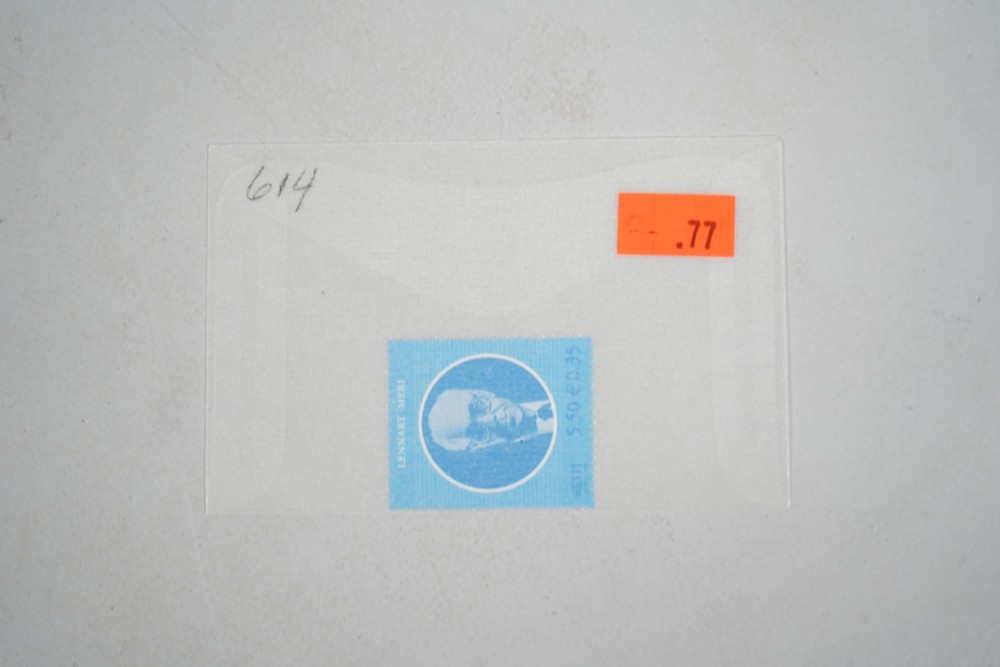 614
.77
LENNART MERI
EESTI 5.50 €0.35